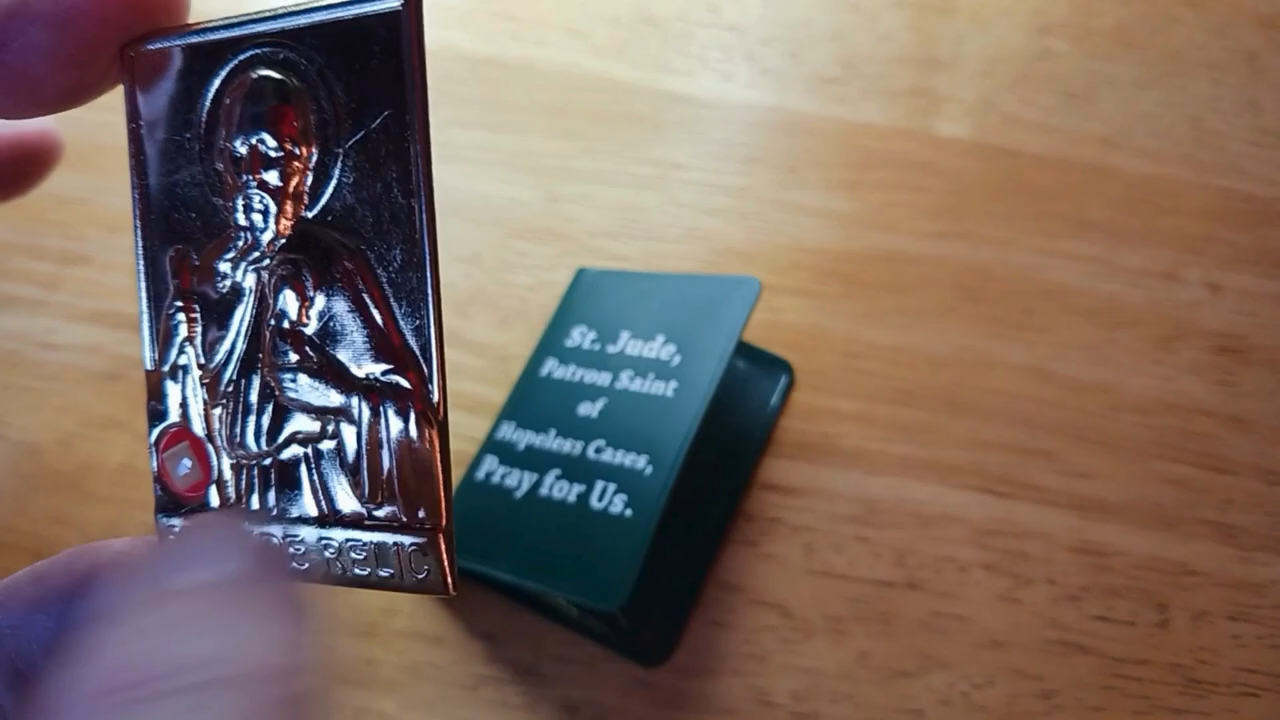 RELIC
St. Jude,
Patron Saint
of
Hopeless Cases,
Pray for Us.